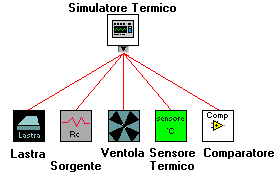 Simulatore Termico
Lastra
Rc
sensore
°C
Comp
Lastra
Sorgente
Ventola
Sensore
Termico
Comparatore